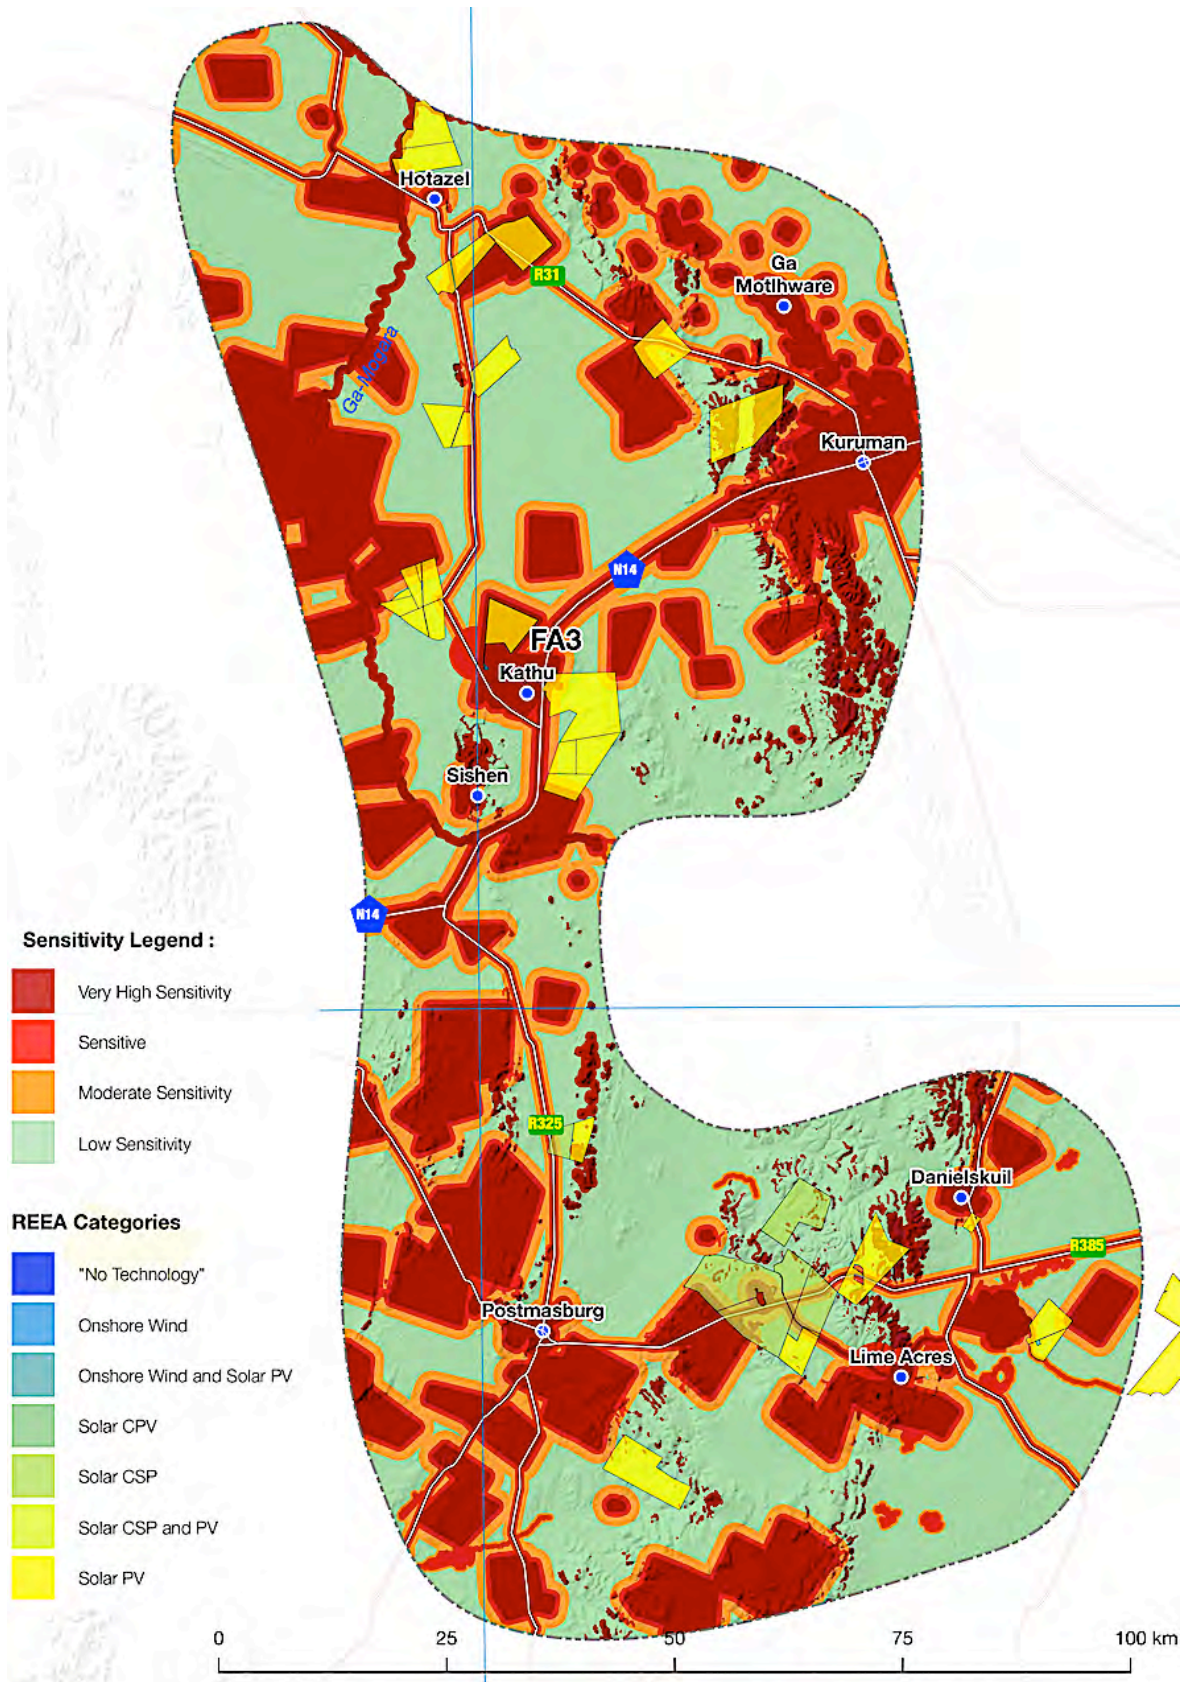 Hotazel
R31
Ga
Motlhware
Ga-Mogara
Kuruman
N14
FA3
Kathu
Sishen
N14
Sensitivity Legend :
Very High Sensitivity
Sensitive
Moderate Sensitivity
Low Sensitivity
R325
Danielskuil
R385
REEA Categories
"No Technology"
Onshore Wind
Onshore Wind and Solar PV
Solar CPV
Solar CSP
Solar CSP and PV
Solar PV
Postmasburg
Lime Acres
0 25 50 75 100 km